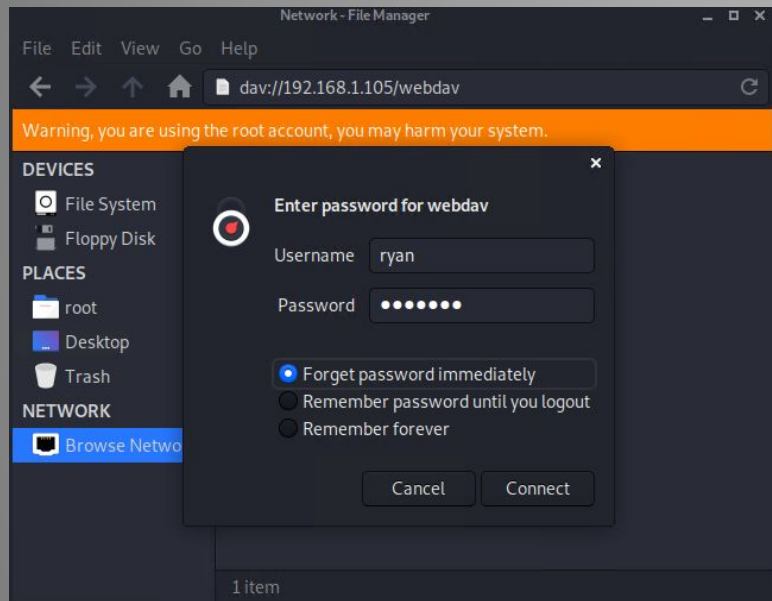 Network - File Manager
File Edit View Go Help
dav://192.168.1.105/webdav
Warning, you are using the root account, you may harm your system.
DEVICES
File System
Floppy Disk
PLACES
root
Desktop
Trash
NETWORK
Browse Netwo
Enter password for webdav
Username ryan
Password ●●●●●●●
Forget password immediately
Remember password until you logout
Remember forever
Cancel Connect
1 item